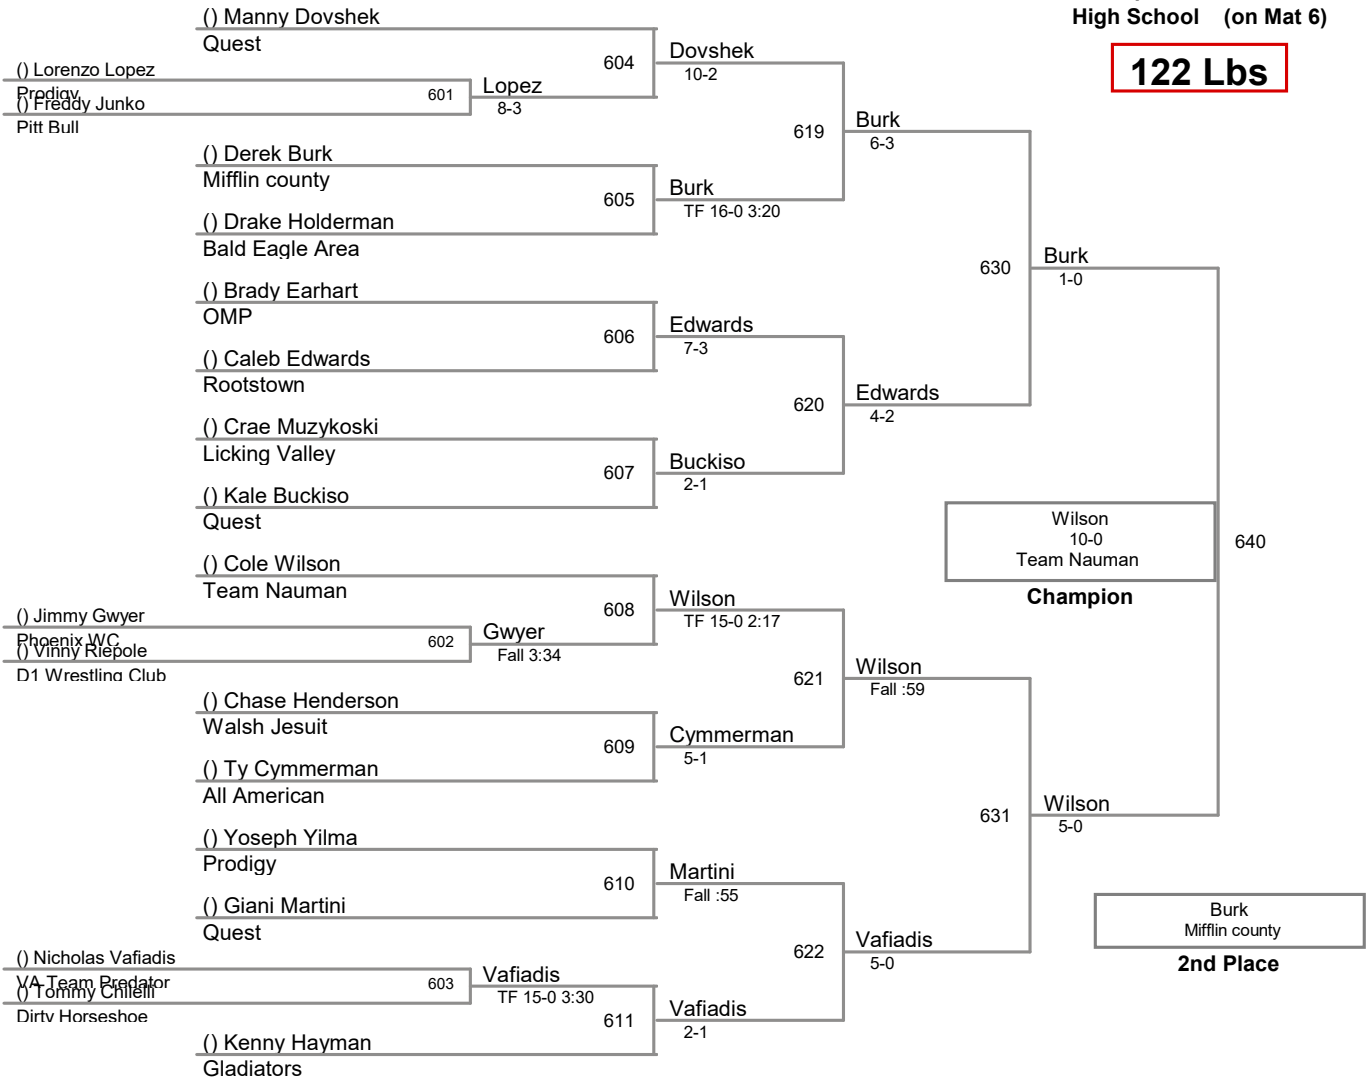 High School (on Mat 6)
122 Lbs
() Manny Dovshek
Quest
604
Dovshek
10-2
() Lorenzo Lopez
Prodigy
() Freddy Junko
Pitt Bull
601
Lopez
8-3
619
Burk
6-3
() Derek Burk
Mifflin county
605
Burk
TF 16-0 3:20
() Drake Holderman
Bald Eagle Area
630
Burk
1-0
() Brady Earhart
OMP
606
Edwards
7-3
() Caleb Edwards
Rootstown
620
Edwards
4-2
() Crae Muzykoski
Licking Valley
607
Buckiso
2-1
() Kale Buckiso
Quest
Wilson
10-0
Team Nauman
Champion
640
() Cole Wilson
Team Nauman
608
Wilson
TF 15-0 2:17
() Jimmy Gwyer
Phoenix WC
() Vinny Riepole
D1 Wrestling Club
602
Gwyer
Fall 3:34
621
Wilson
Fall :59
() Chase Henderson
Walsh Jesuit
609
Cymmerman
5-1
() Ty Cymmerman
All American
631
Wilson
5-0
() Yoseph Yilma
Prodigy
610
Martini
Fall :55
() Giani Martini
Quest
622
Vafiadis
5-0
() Nicholas Vafiadis
VA Team Predator
() Tommy Chilelli
Dirty Horseshoe
603
Vafiadis
TF 15-0 3:30
611
Vafiadis
2-1
() Kenny Hayman
Gladiators
Burk
Mifflin county
2nd Place